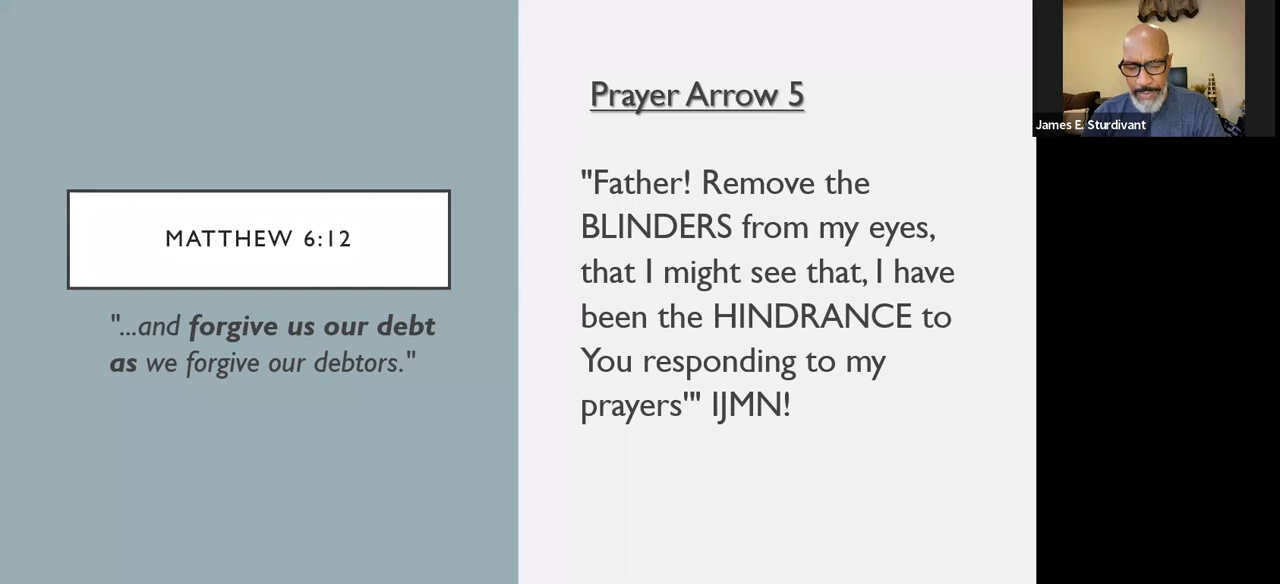 MATTHEW 6:12
"...and forgive us our debt
as we forgive our debtors."
Prayer Arrow 5
"Father! Remove the
BLINDERS from my eyes,
that I might see that, I have
been the HINDRANCE to
You responding to my
prayers'" IJMN!
James E. Sturdivant